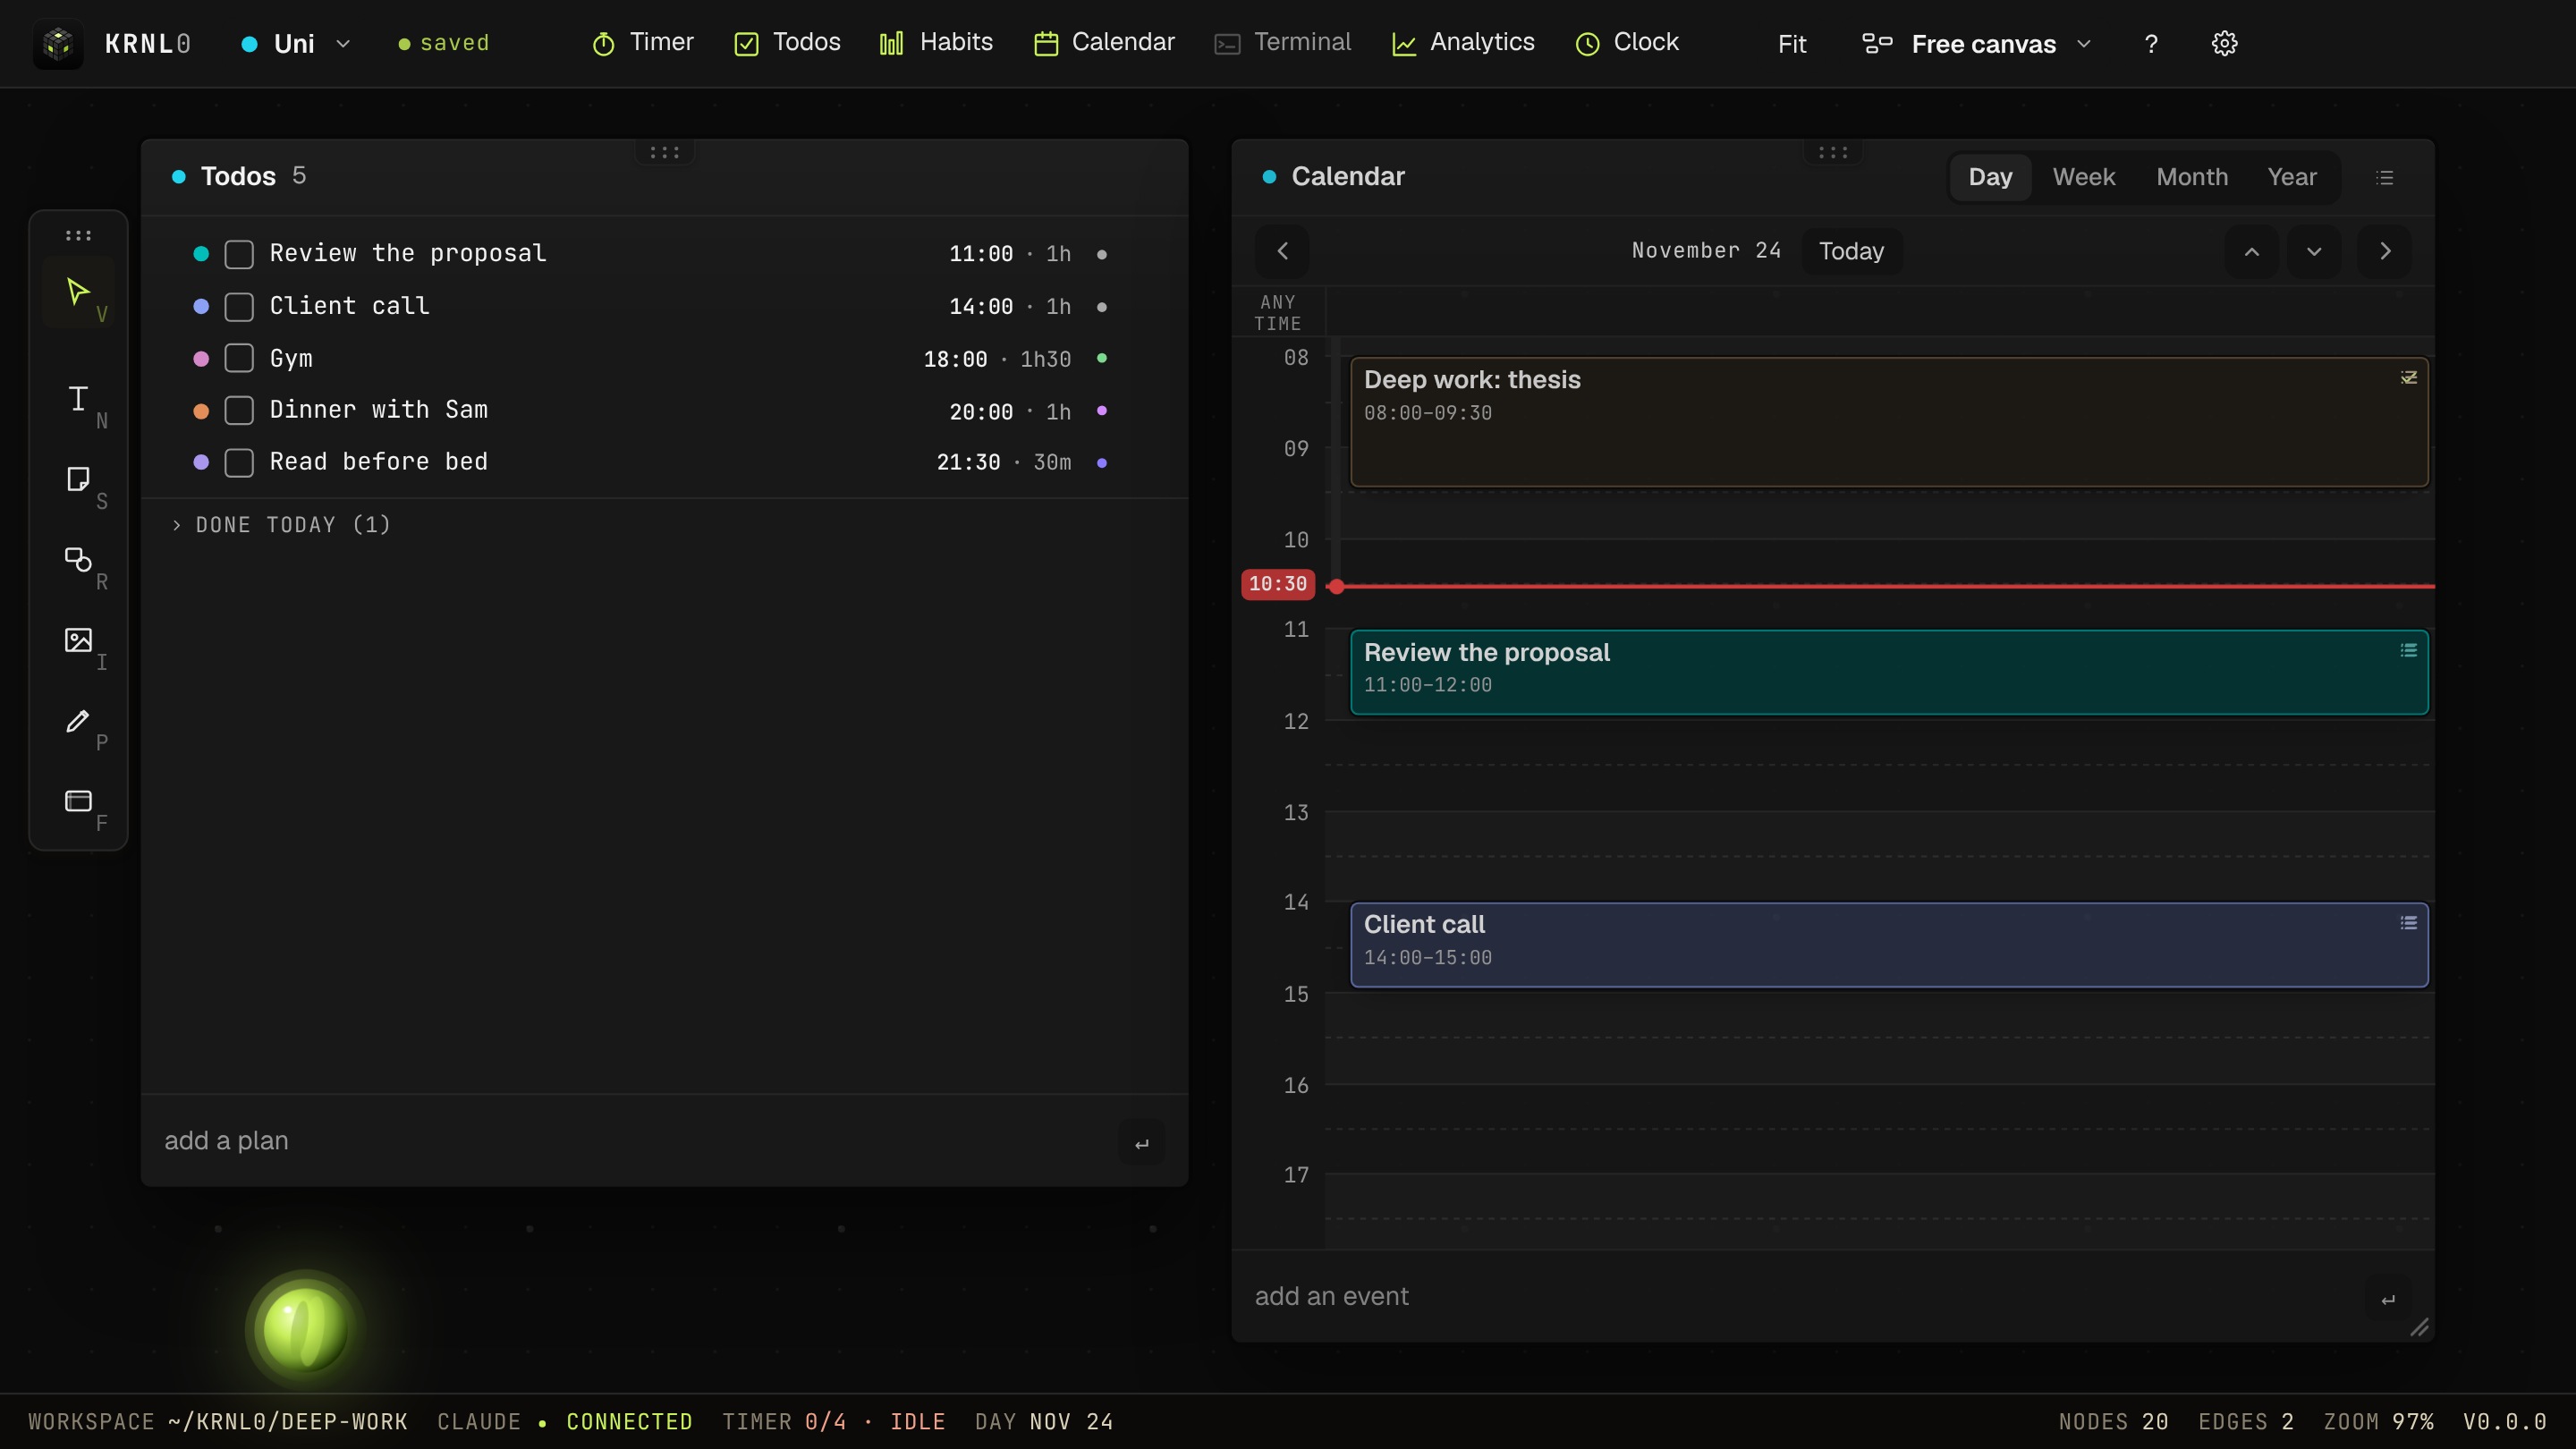 KRNL0 Uni saved Timer Todos Habits Calendar Terminal Analytics Clock Fit Free canvas ?
Todos 5
V
N
S
R
I
P
F
Review the proposal 11:00 · 1h
Client call 14:00 · 1h
Gym 18:00 · 1h30
Dinner with Sam 20:00 · 1h
Read before bed 21:30 · 30m
DONE TODAY (1)
add a plan
Calendar Day Week Month Year
November 24 Today
ANY
TIME
08
Deep work: thesis
08:00–09:30
09
10
10:30
11
Review the proposal
11:00–12:00
12
13
14
Client call
14:00–15:00
15
16
17
add an event
WORKSPACE ~/KRNL0/DEEP-WORK CLAUDE • CONNECTED TIMER 0/4 · IDLE DAY NOV 24 NODES 20 EDGES 2 ZOOM 97% V0.0.0